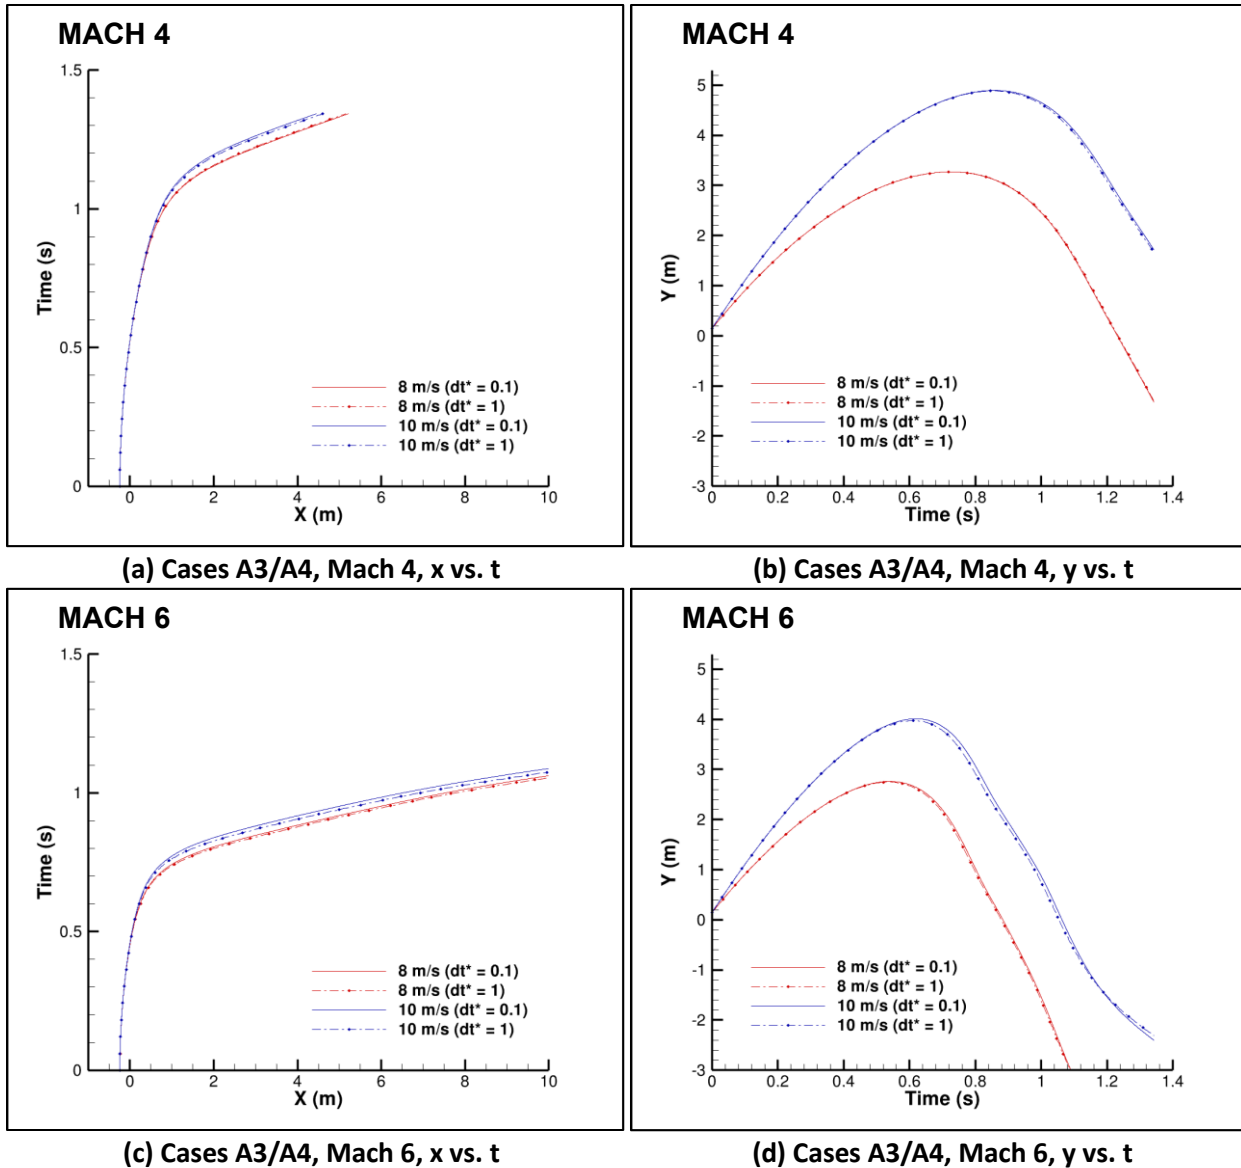 MACH 4
1.5
1
0.5
0
Time (s)
0
2
4
6
8
10
X (m)
8 m/s (dt* = 0.1)
8 m/s (dt* = 1)
10 m/s (dt* = 0.1)
10 m/s (dt* = 1)
(a) Cases A3/A4, Mach 4, x vs. t
MACH 4
5
4
3
2
1
0
-1
-2
-3
Y (m)
0
0.2
0.4
0.6
0.8
1
1.2
1.4
Time (s)
8 m/s (dt* = 0.1)
8 m/s (dt* = 1)
10 m/s (dt* = 0.1)
10 m/s (dt* = 1)
(b) Cases A3/A4, Mach 4, y vs. t
MACH 6
1.5
1
0.5
0
Time (s)
0
2
4
6
8
10
X (m)
8 m/s (dt* = 0.1)
8 m/s (dt* = 1)
10 m/s (dt* = 0.1)
10 m/s (dt* = 1)
(c) Cases A3/A4, Mach 6, x vs. t
MACH 6
5
4
3
2
1
0
-1
-2
-3
Y (m)
0
0.2
0.4
0.6
0.8
1
1.2
1.4
Time (s)
8 m/s (dt* = 0.1)
8 m/s (dt* = 1)
10 m/s (dt* = 0.1)
10 m/s (dt* = 1)
(d) Cases A3/A4, Mach 6, y vs. t